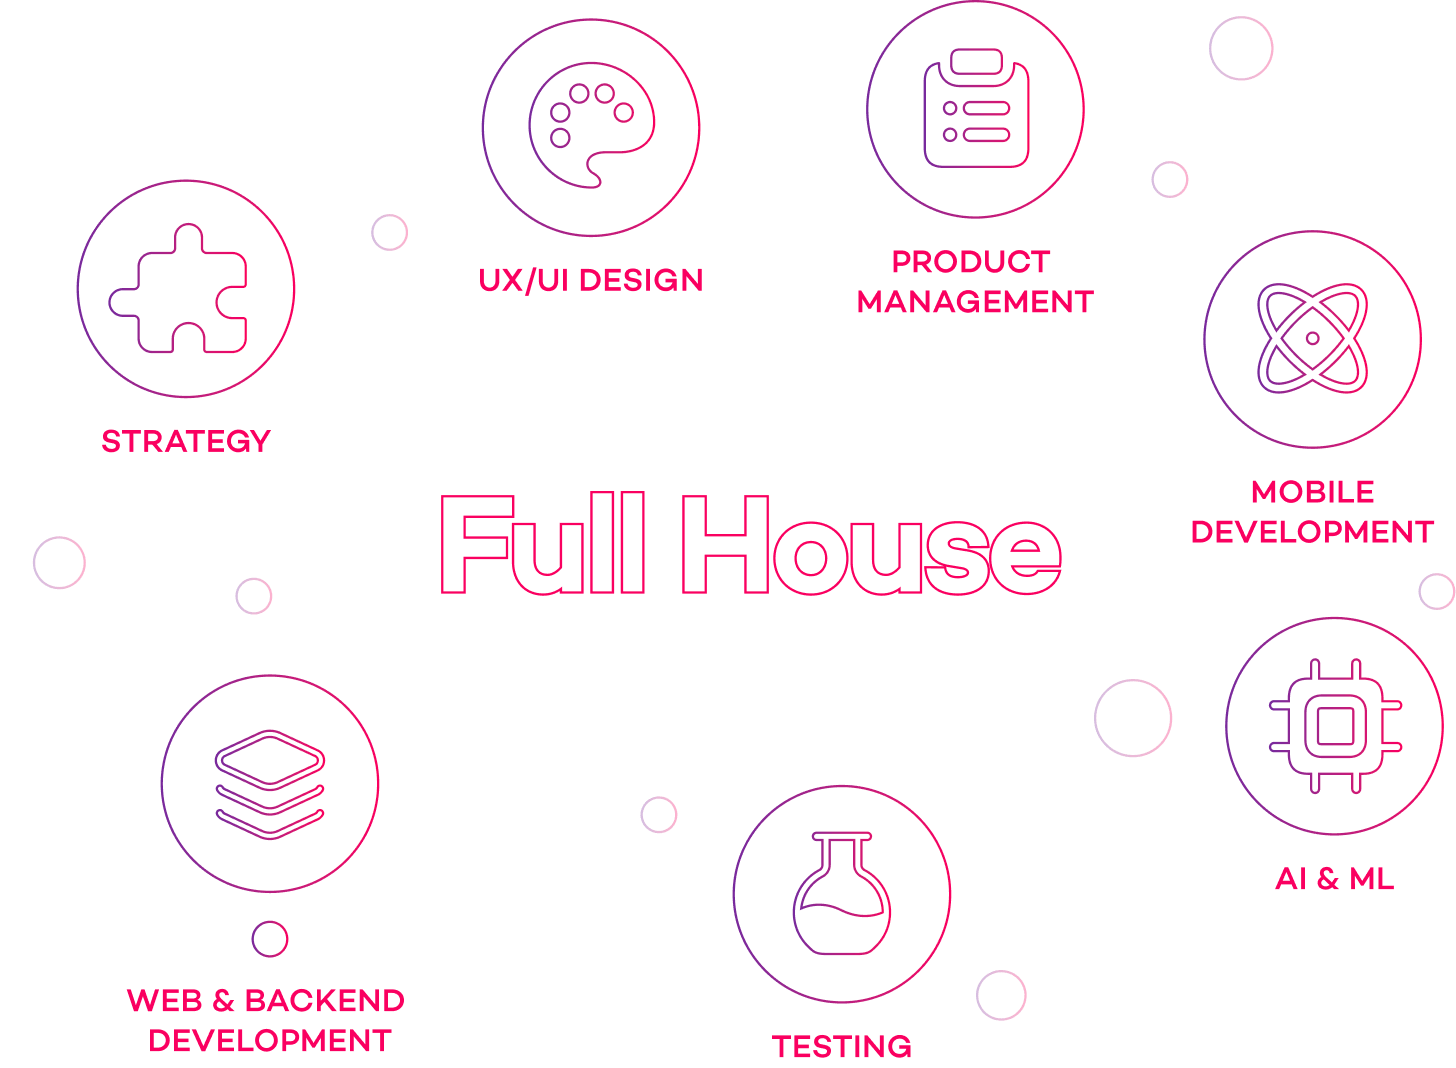 UX/UI DESIGN
PRODUCT
MANAGEMENT
STRATEGY
MOBILE
DEVELOPMENT
Full House
AI & ML
WEB & BACKEND
DEVELOPMENT
TESTING